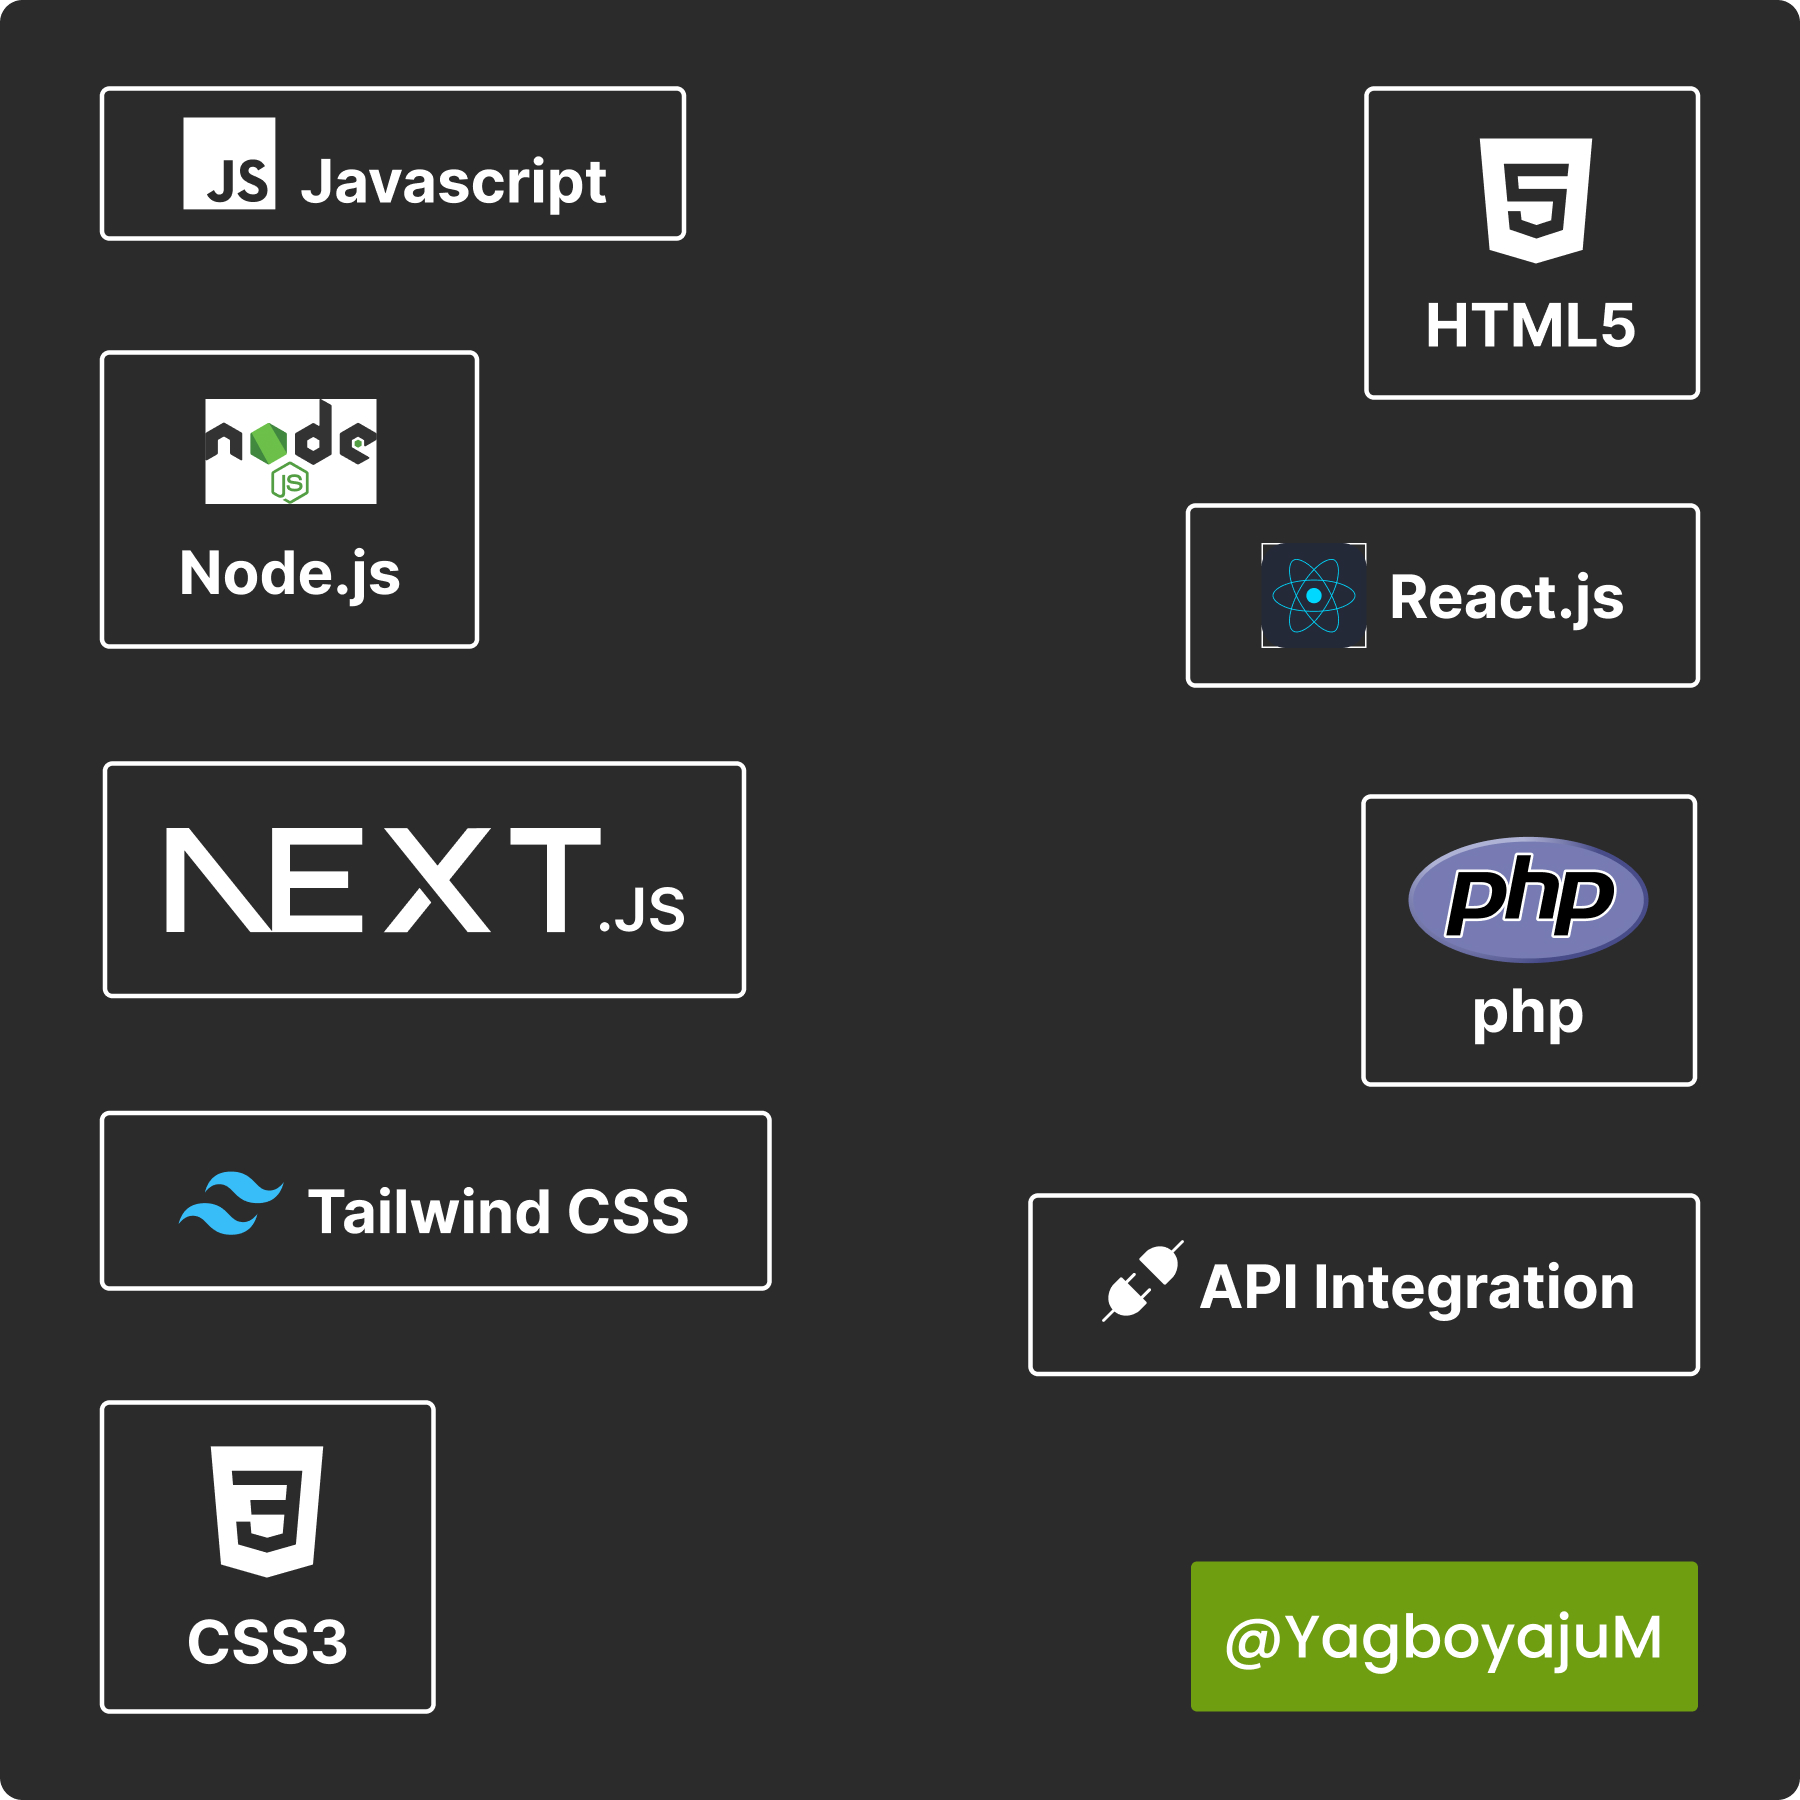 JS Javascript
node
JS
Node.js
NEXT.JS
Tailwind CSS
CSS3
5
HTML5
React.js
php
php
API Integration
@YagboyajuM